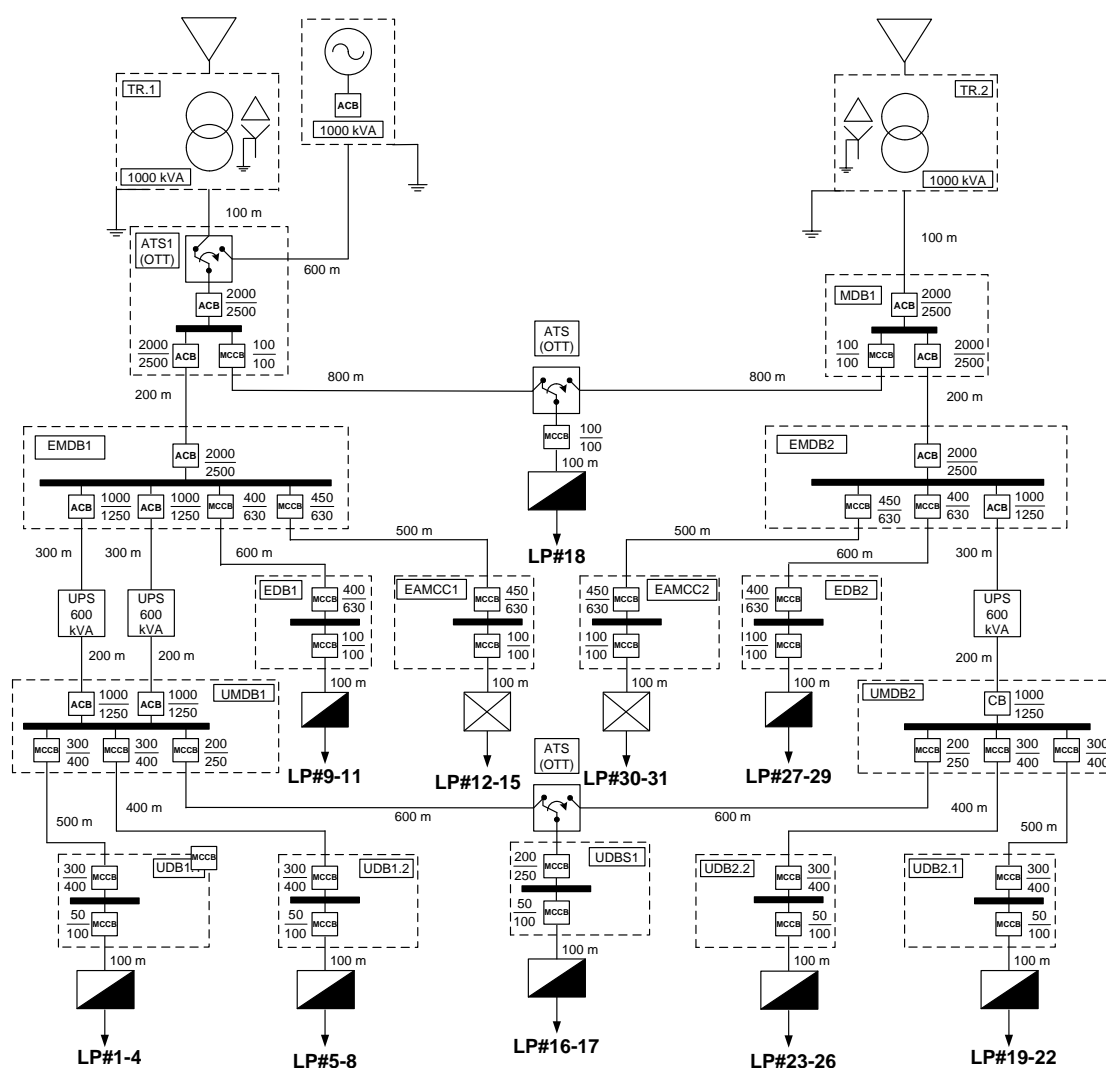 TR.1
ACB
1000 kVA
1000 kVA
TR.2
1000 kVA
100 m
ATS1
(OTT)
600 m
100 m
ACB
2000
2500
MDB1
ACB
2000
2500
2000
2500
ACB
MCCB
100
100
ATS
(OTT)
100
100
MCCB
ACB
2000
2500
800 m
800 m
200 m
200 m
EMDB1
ACB
2000
2500
MCCB
100
100
100 m
EMDB2
ACB
2000
2500
ACB
1000
1250
ACB
1000
1250
MCCB
400
630
MCCB
450
630
LP#18
450
630
MCCB
400
630
MCCB
1000
1250
ACB
300 m
300 m
600 m
500 m
500 m
600 m
300 m
UPS
600
kVA
UPS
600
kVA
EDB1
MCCB
400
630
MCCB
100
100
EAMCC1
MCCB
450
630
MCCB
100
100
450
630
MCCB
EAMCC2
100
100
MCCB
400
630
MCCB
EDB2
100
100
MCCB
UPS
600
kVA
200 m
200 m
100 m
100 m
100 m
100 m
200 m
UMDB1
ACB
1000
1250
ACB
1000
1250
UMDB2
CB
1000
1250
MCCB
300
400
MCCB
300
400
MCCB
200
250
LP#9-11
LP#12-15
LP#30-31
LP#27-29
ATS
(OTT)
MCCB
200
250
MCCB
300
400
MCCB
300
400
500 m
400 m
600 m
600 m
400 m
500 m
UDB1.
MCCB
300
400
MCCB
50
100
MCCB
UDB1.2
300
400
MCCB
50
100
MCCB
UDBS1
200
250
MCCB
50
100
MCCB
UDB2.2
MCCB
300
400
MCCB
50
100
UDB2.1
MCCB
300
400
MCCB
50
100
100 m
100 m
100 m
100 m
100 m
LP#1-4
LP#5-8
LP#16-17
LP#23-26
LP#19-22